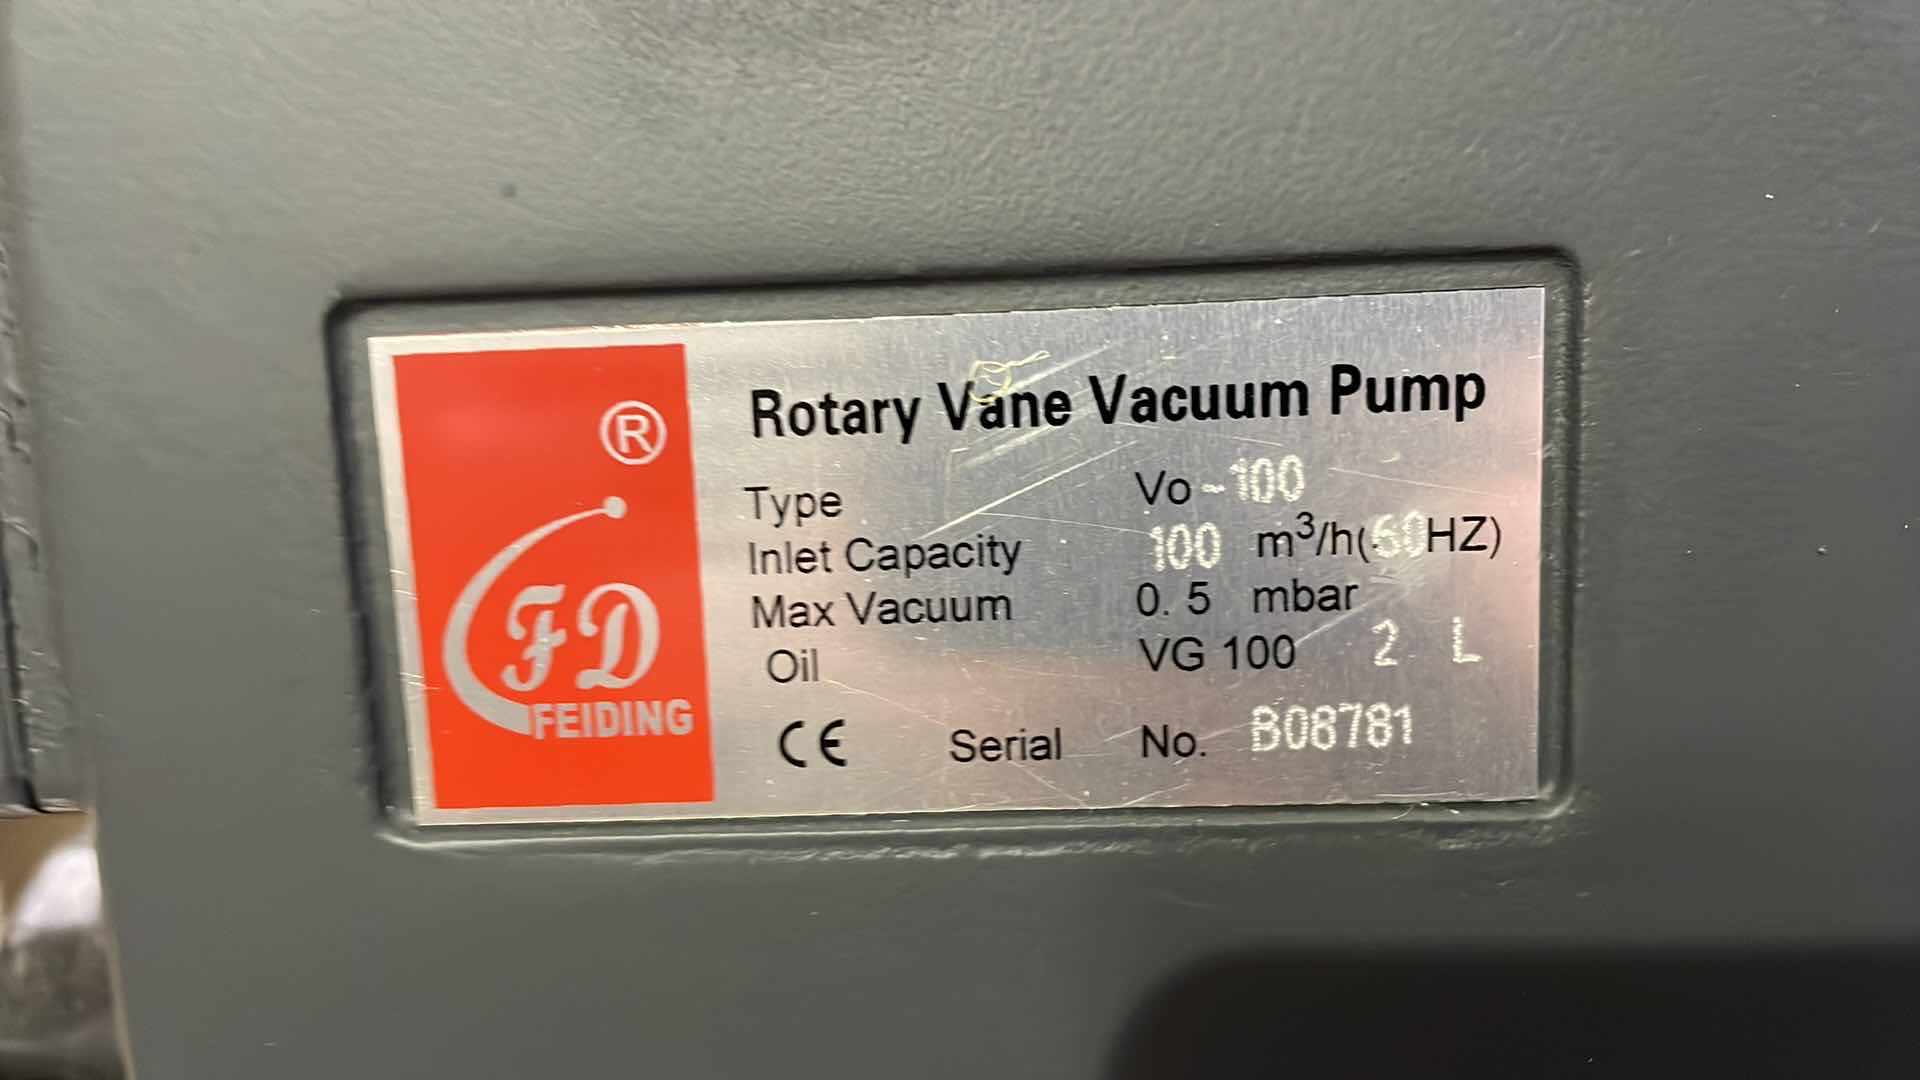 ®
FD
FEIDING
Rotary Vane Vacuum Pump
Type Vo-100
Inlet Capacity 100 m³/h(60HZ)
Max Vacuum 0.5 mbar
Oil VG 100 2 L
CE Serial No. B08781